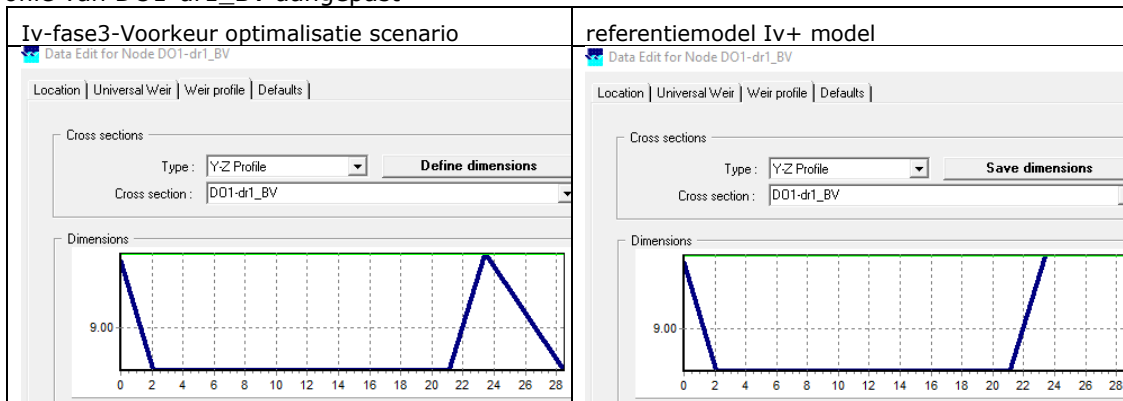 van DO1-dr1_BV aangepast
Iv-fase3-Voorkeur optimalisatie scenario
referentiemodel Iv+ model
Data Edit for Node DO1-dr1_BV
Data Edit for Node DO1-dr1_BV
Location | Universal Weir | Weir profile | Defaults |
Location | Universal Weir | Weir profile | Defaults |
Cross sections
Type : Y-Z Profile Define dimensions
Cross section : DO1-dr1_BV
Cross sections
Type : Y-Z Profile Save dimensions
Cross section : DO1-dr1_BV
Dimensions
9.00
0 2 4 6 8 10 12 14 16 18 20 22 24 26 28
Dimensions
9.00
0 2 4 6 8 10 12 14 16 18 20 22 24 26 28